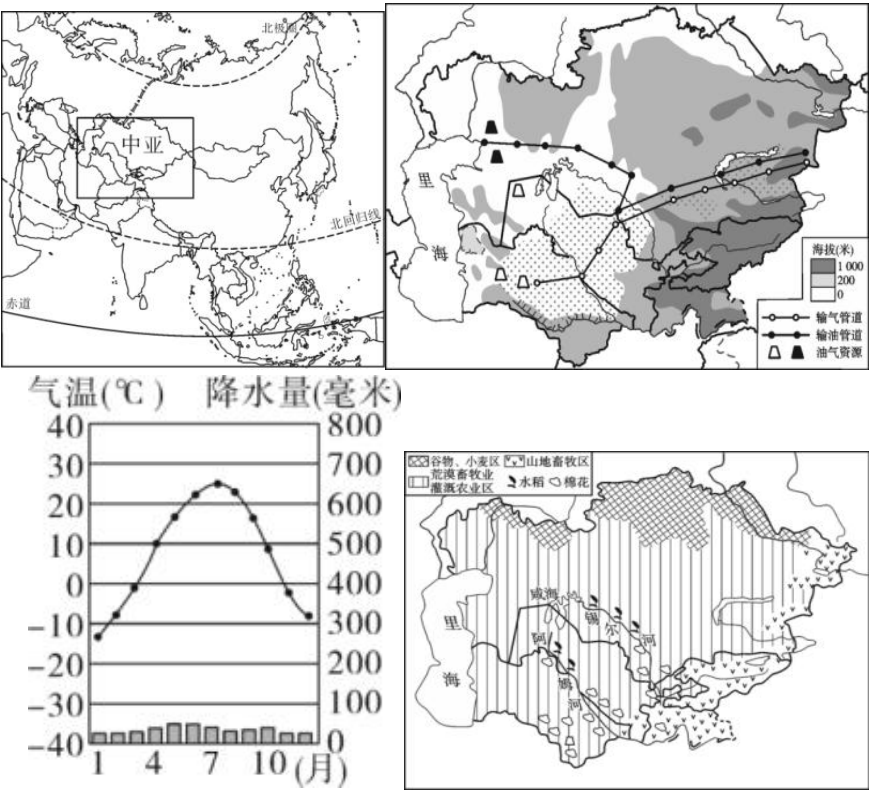 北极圈
中亚
北回归线
赤道
里
海
海拔(米)
1 000
200
0
输气管道
输油管道
油气资源
气温(℃) 降水量(毫米)
40 800
30 700
20 600
10 500
0 400
-10 300
-20 200
-30 100
-40 0
1 4 7 10 (月)
谷物、小麦区 山地畜牧区
荒漠畜牧业
灌溉农业区 水稻 棉花
咸海
锡
尔
河
里
海
阿
姆
河